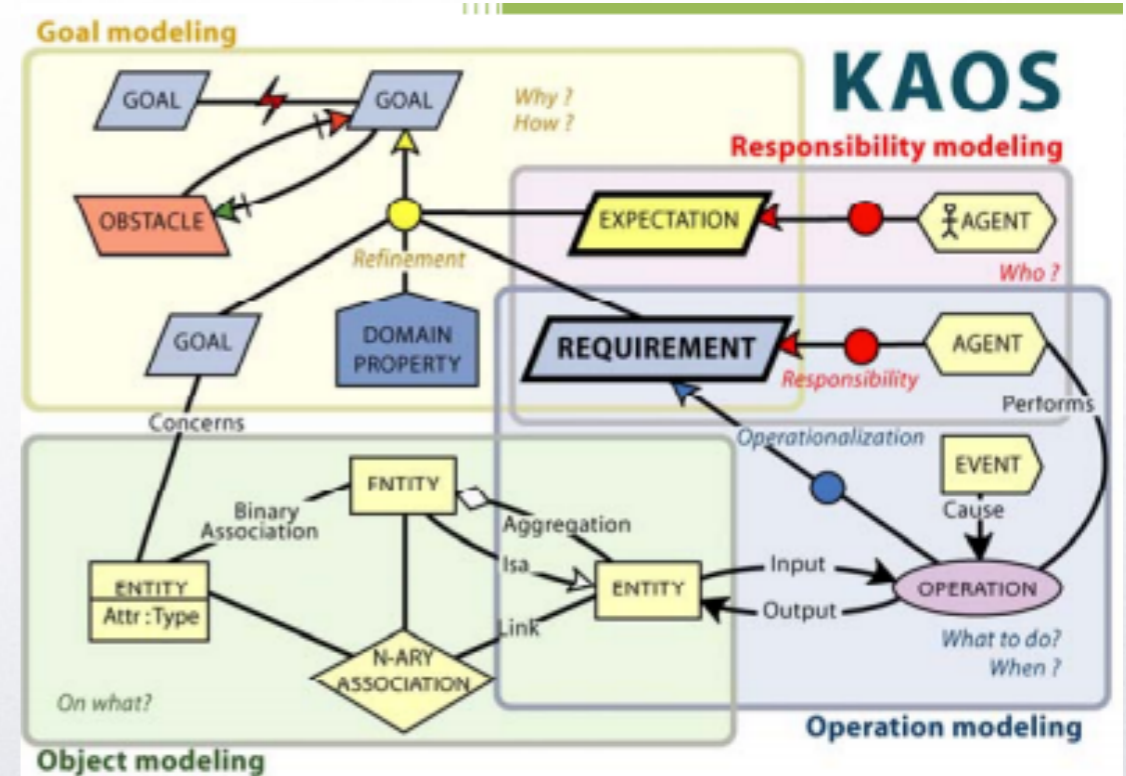 Goal modeling
KAOS
GOAL
GOAL
Why ?
How ?
Responsibility modeling
OBSTACLE
EXPECTATION
AGENT
Refinement
Who ?
GOAL
DOMAIN
PROPERTY
REQUIREMENT
AGENT
Responsibility
Performs
Concerns
Operationalization
EVENT
ENTITY
Binary
Association
Aggregation
Cause
Isa
ENTITY
Attr : Type
ENTITY
Input
OPERATION
Output
Link
N-ARY
ASSOCIATION
What to do?
When ?
On what?
Operation modeling
Object modeling